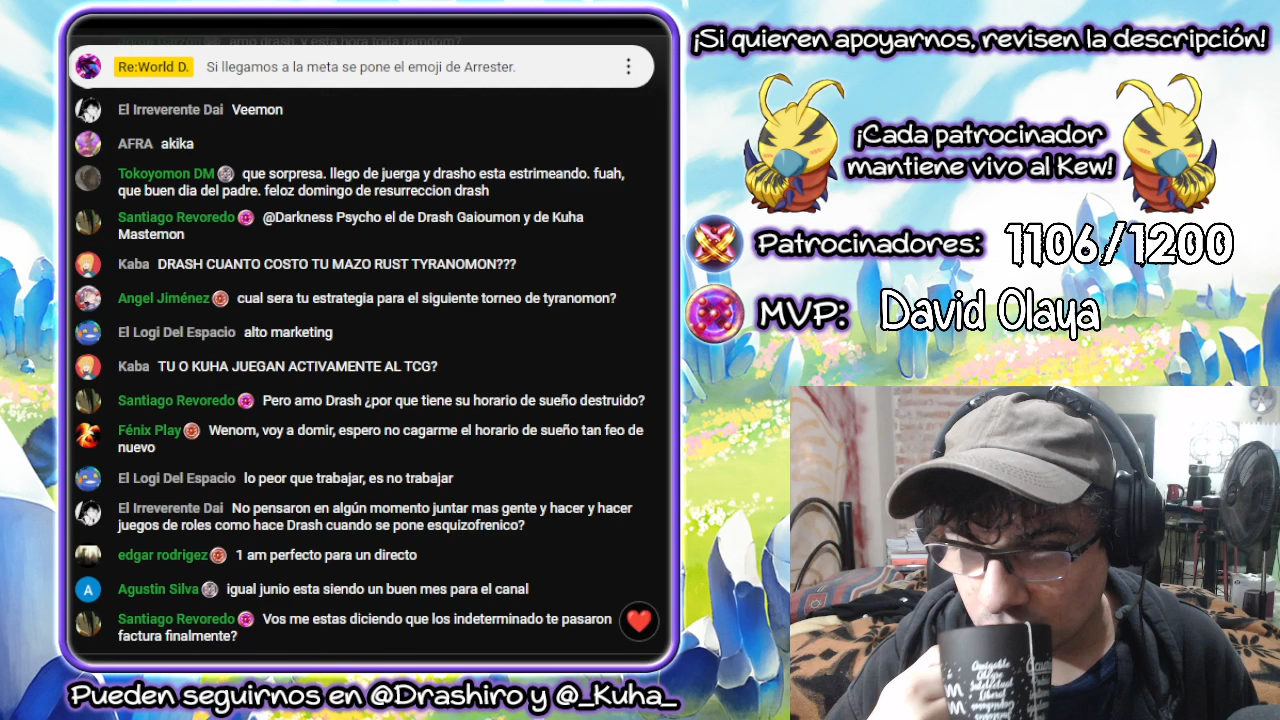 Re:World D. Si llegamos a la meta se pone el emoji de Arrester.
El Irreverente Dai Veemon
AFRA akika
Tokoyomon DM que sorpresa. llego de juerga y drasho esta estrimeando. fuah,
que buen dia del padre. feloz domingo de resurreccion drash
Santiago Revoredo @Darkness Psycho el de Drash Gaioumon y de Kuha
Mastemon
Kaba DRASH CUANTO COSTO TU MAZO RUST TYRANOMON???
Angel Jiménez cual sera tu estrategia para el siguiente torneo de tyranomon?
El Logi Del Espacio alto marketing
Kaba TU O KUHA JUEGAN ACTIVAMENTE AL TCG?
Santiago Revoredo Pero amo Drash ¿por que tiene su horario de sueño destruido?
Fénix Play Wenom, voy a domir, espero no cagarme el horario de sueño tan feo de
nuevo
El Logi Del Espacio lo peor que trabajar, es no trabajar
El Irreverente Dai No pensaron en algún momento juntar mas gente y hacer y hacer
juegos de roles como hace Drash cuando se pone esquizofrenico?
edgar rodrigez 1 am perfecto para un directo
A
Agustin Silva igual junio esta siendo un buen mes para el canal
Santiago Revoredo Vos me estas diciendo que los indeterminado te pasaron
factura finalmente?
Pueden seguirnos en @Drashiro y @_Kuha_
¡Si quieren apoyarnos, revisen la descripción!
¡Cada patrocinador
mantiene vivo al Kew!
Patrocinadores: 1106/1200
MVP: David Olaya
Amigable
Intelectual
Liberal